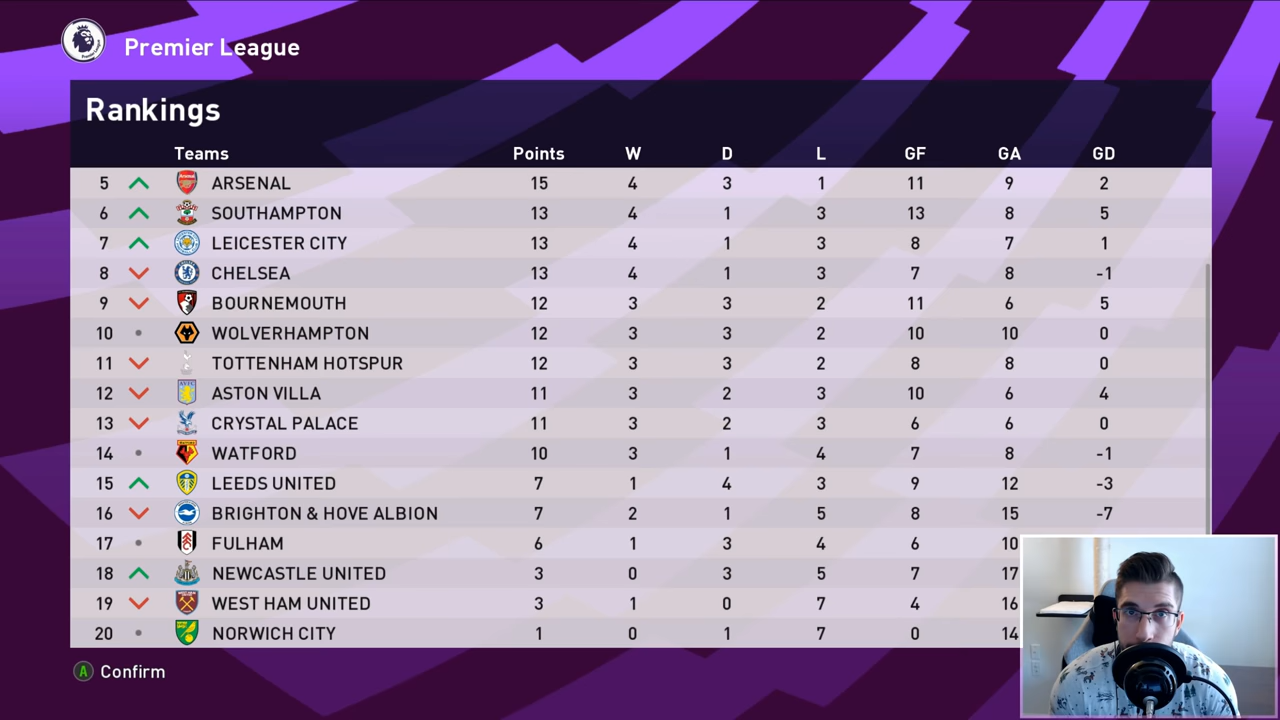 Premier League
Rankings
Teams Points W D L GF GA GD
5 ARSENAL 15 4 3 1 11 9 2
6 SOUTHAMPTON 13 4 1 3 13 8 5
7 LEICESTER CITY 13 4 1 3 8 7 1
8 CHELSEA 13 4 1 3 7 8 -1
9 BOURNEMOUTH 12 3 3 2 11 6 5
10 WOLVERHAMPTON 12 3 3 2 10 10 0
11 TOTTENHAM HOTSPUR 12 3 3 2 8 8 0
12 ASTON VILLA 11 3 2 3 10 6 4
13 CRYSTAL PALACE 11 3 2 3 6 6 0
14 WATFORD 10 3 1 4 7 8 -1
15 LEEDS UNITED 7 1 4 3 9 12 -3
16 BRIGHTON & HOVE ALBION 7 2 1 5 8 15 -7
17 FULHAM 6 1 3 4 6 10
18 NEWCASTLE UNITED 3 0 3 5 7 17
19 WEST HAM UNITED 3 1 0 7 4 16
20 NORWICH CITY 1 0 1 7 0 14
A Confirm